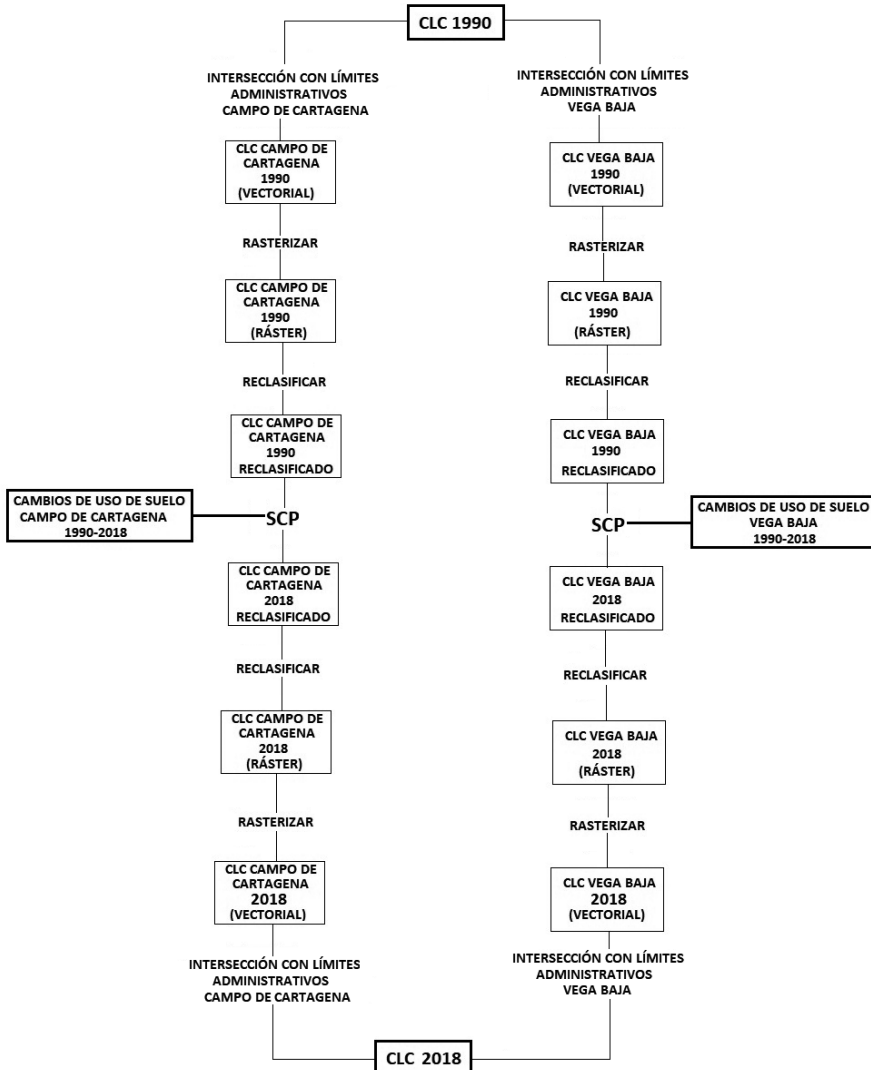 CLC 1990
INTERSECCIÓN CON LÍMITES
ADMINISTRATIVOS
CAMPO DE CARTAGENA
INTERSECCIÓN CON LÍMITES
ADMINISTRATIVOS
VEGA BAJA
CLC CAMPO DE
CARTAGENA
1990
(VECTORIAL)
CLC VEGA BAJA
1990
(VECTORIAL)
RASTERIZAR
RASTERIZAR
CLC CAMPO DE
CARTAGENA
1990
(RÁSTER)
CLC VEGA BAJA
1990
(RÁSTER)
RECLASIFICAR
RECLASIFICAR
CLC CAMPO DE
CARTAGENA
1990
RECLASIFICADO
CLC VEGA BAJA
1990
RECLASIFICADO
CAMBIOS DE USO DE SUELO
CAMPO DE CARTAGENA
1990-2018
SCP
SCP
CAMBIOS DE USO DE SUELO
VEGA BAJA
1990-2018
CLC CAMPO DE
CARTAGENA
2018
RECLASIFICADO
CLC VEGA BAJA
2018
RECLASIFICADO
RECLASIFICAR
RECLASIFICAR
CLC CAMPO DE
CARTAGENA
2018
(RÁSTER)
CLC VEGA BAJA
2018
(RÁSTER)
RASTERIZAR
RASTERIZAR
CLC CAMPO DE
CARTAGENA
2018
(VECTORIAL)
CLC VEGA BAJA
2018
(VECTORIAL)
INTERSECCIÓN CON LÍMITES
ADMINISTRATIVOS
CAMPO DE CARTAGENA
INTERSECCIÓN CON LÍMITES
ADMINISTRATIVOS
VEGA BAJA
CLC 2018